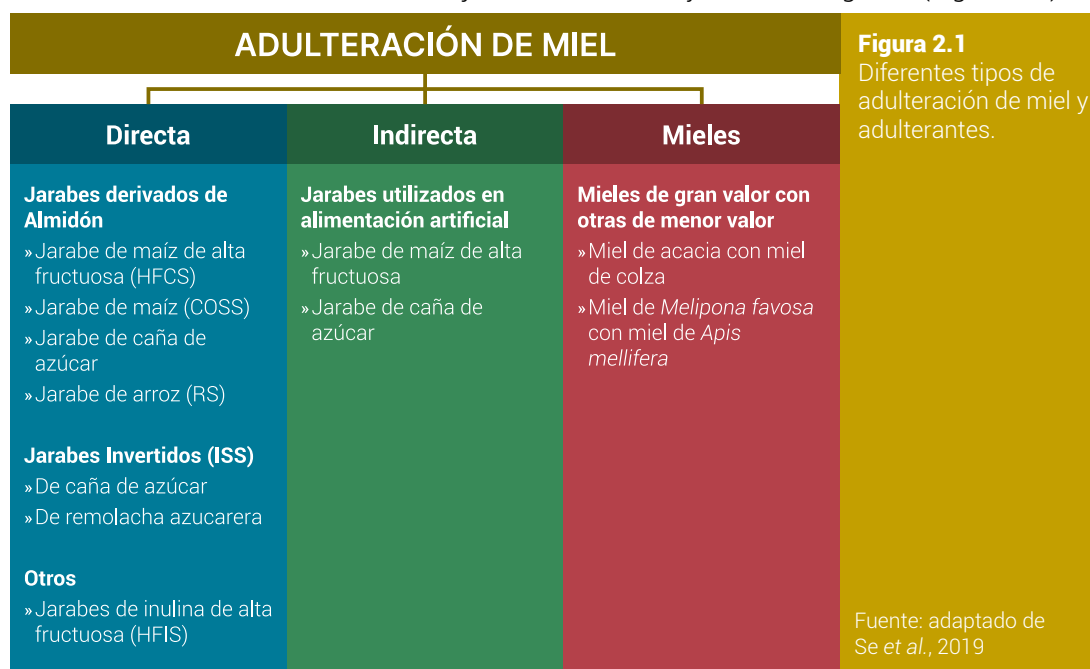 ADULTERACIÓN DE MIEL
Directa
Jarabes derivados de
Almidón
»Jarabe de maíz de alta
fructuosa (HFCS)
»Jarabe de maíz (COSS)
»Jarabe de caña de
azúcar
»Jarabe de arroz (RS)
Jarabes Invertidos (ISS)
»De caña de azúcar
»De remolacha azucarera
Otros
»Jarabes de inulina de alta
fructuosa (HFIS)
Indirecta
Jarabes utilizados en
alimentación artificial
»Jarabe de maíz de alta
fructuosa
»Jarabe de caña de
azúcar
Mieles
Mieles de gran valor con
otras de menor valor
»Miel de acacia con miel
de colza
»Miel de Melipona favosa
con miel de Apis
mellifera
Figura 2.1
Diferentes tipos de
adulteración de miel y
adulterantes.
Fuente: adaptado de
Se et al., 2019